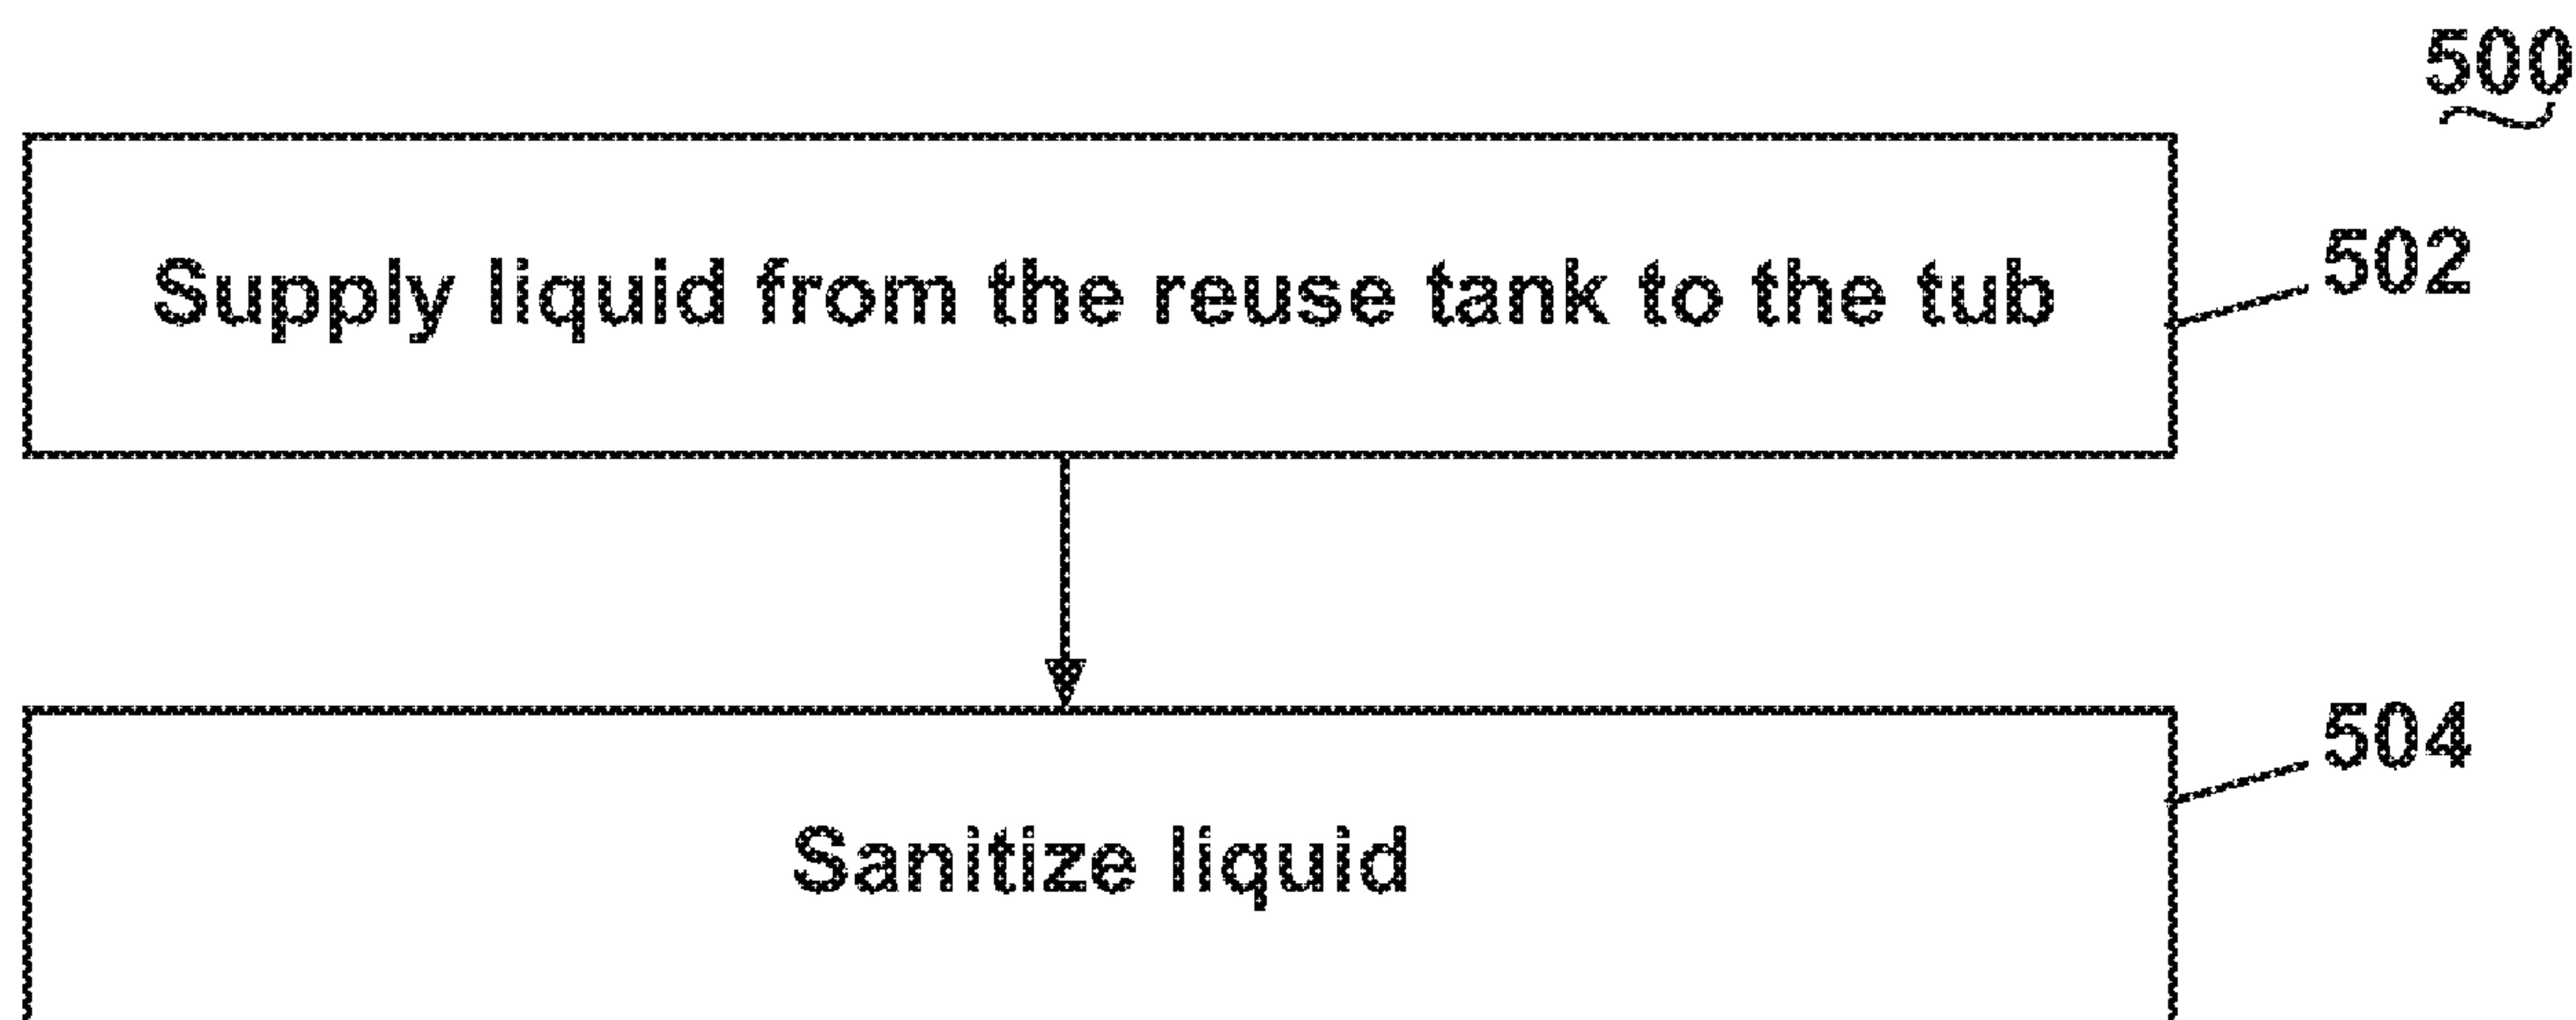 500
Supply liquid from the reuse tank to the tub
502
504
Sanitize liquid